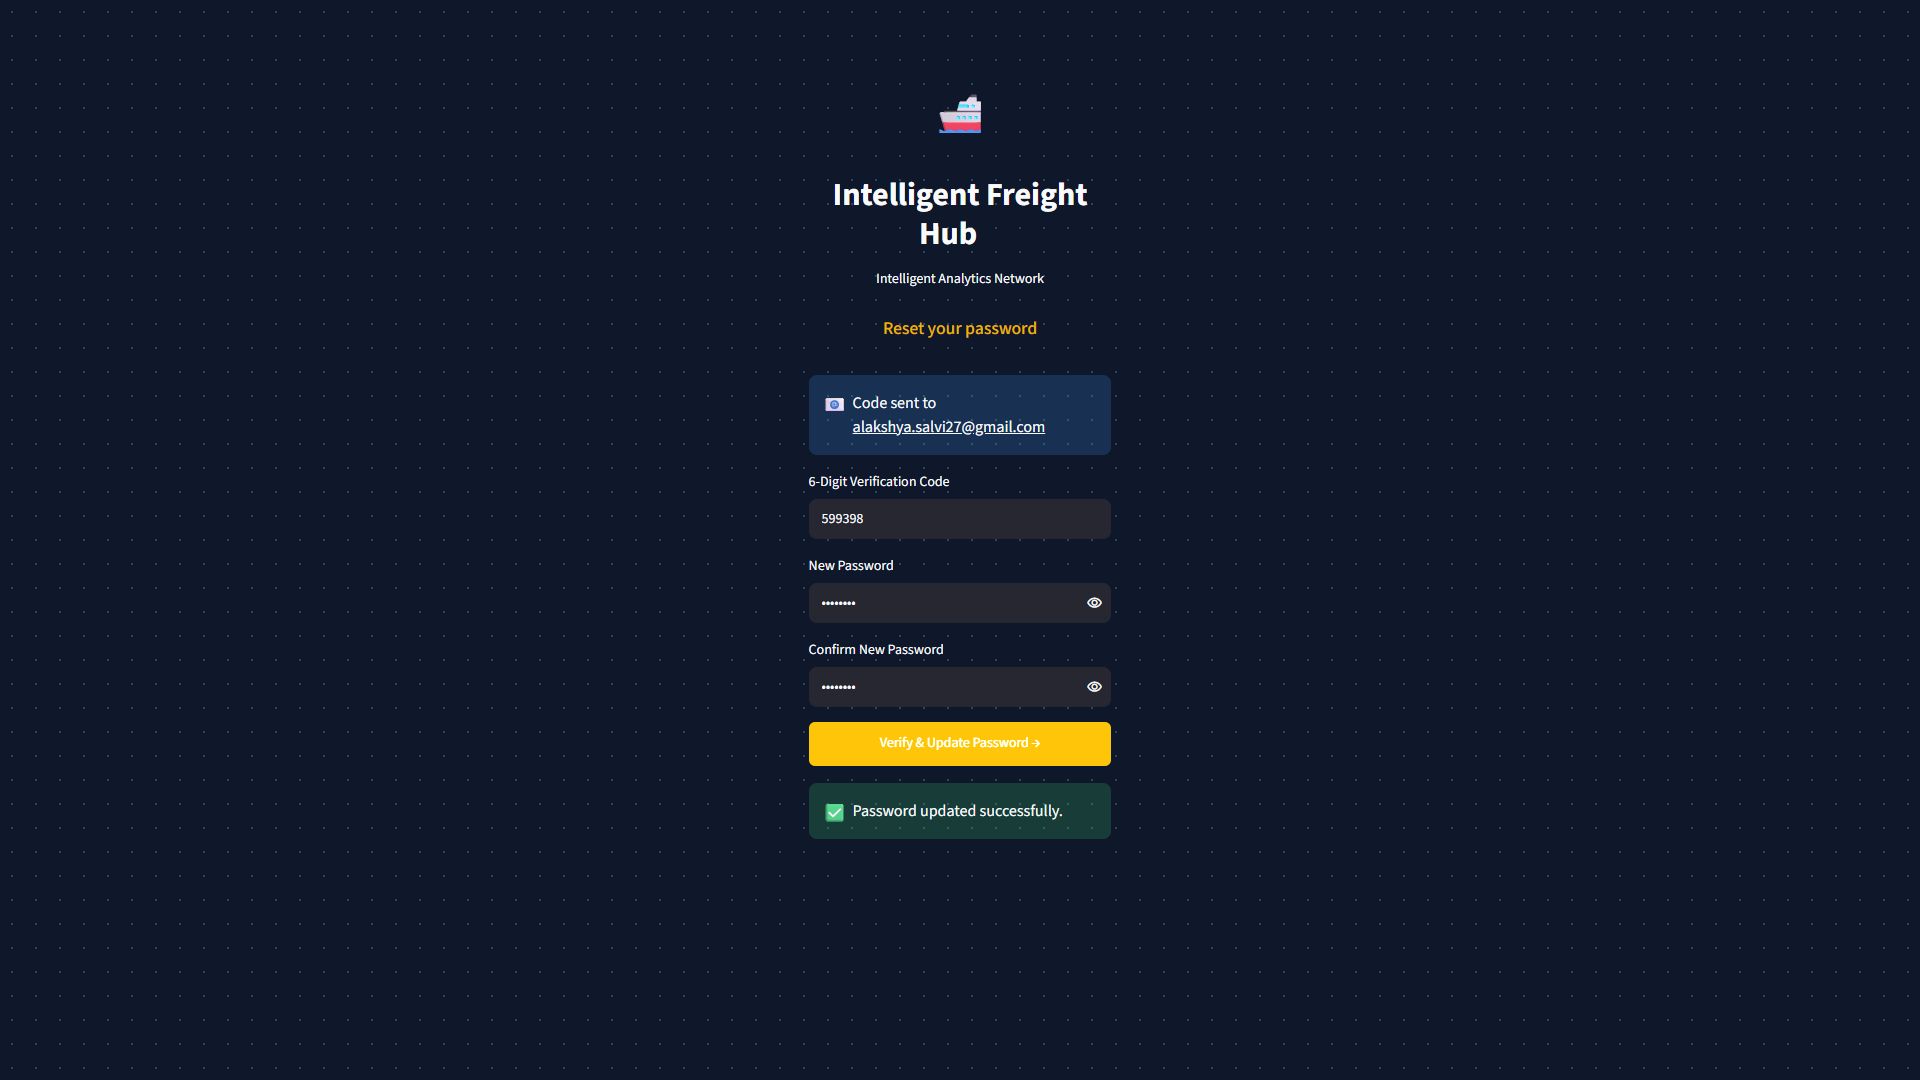 Intelligent Freight
Hub
Intelligent Analytics Network
Reset your password
Code sent to
alakshya.salvi27@gmail.com
6-Digit Verification Code
599398
New Password
••••••••
Confirm New Password
••••••••
Verify & Update Password →
Password updated successfully.